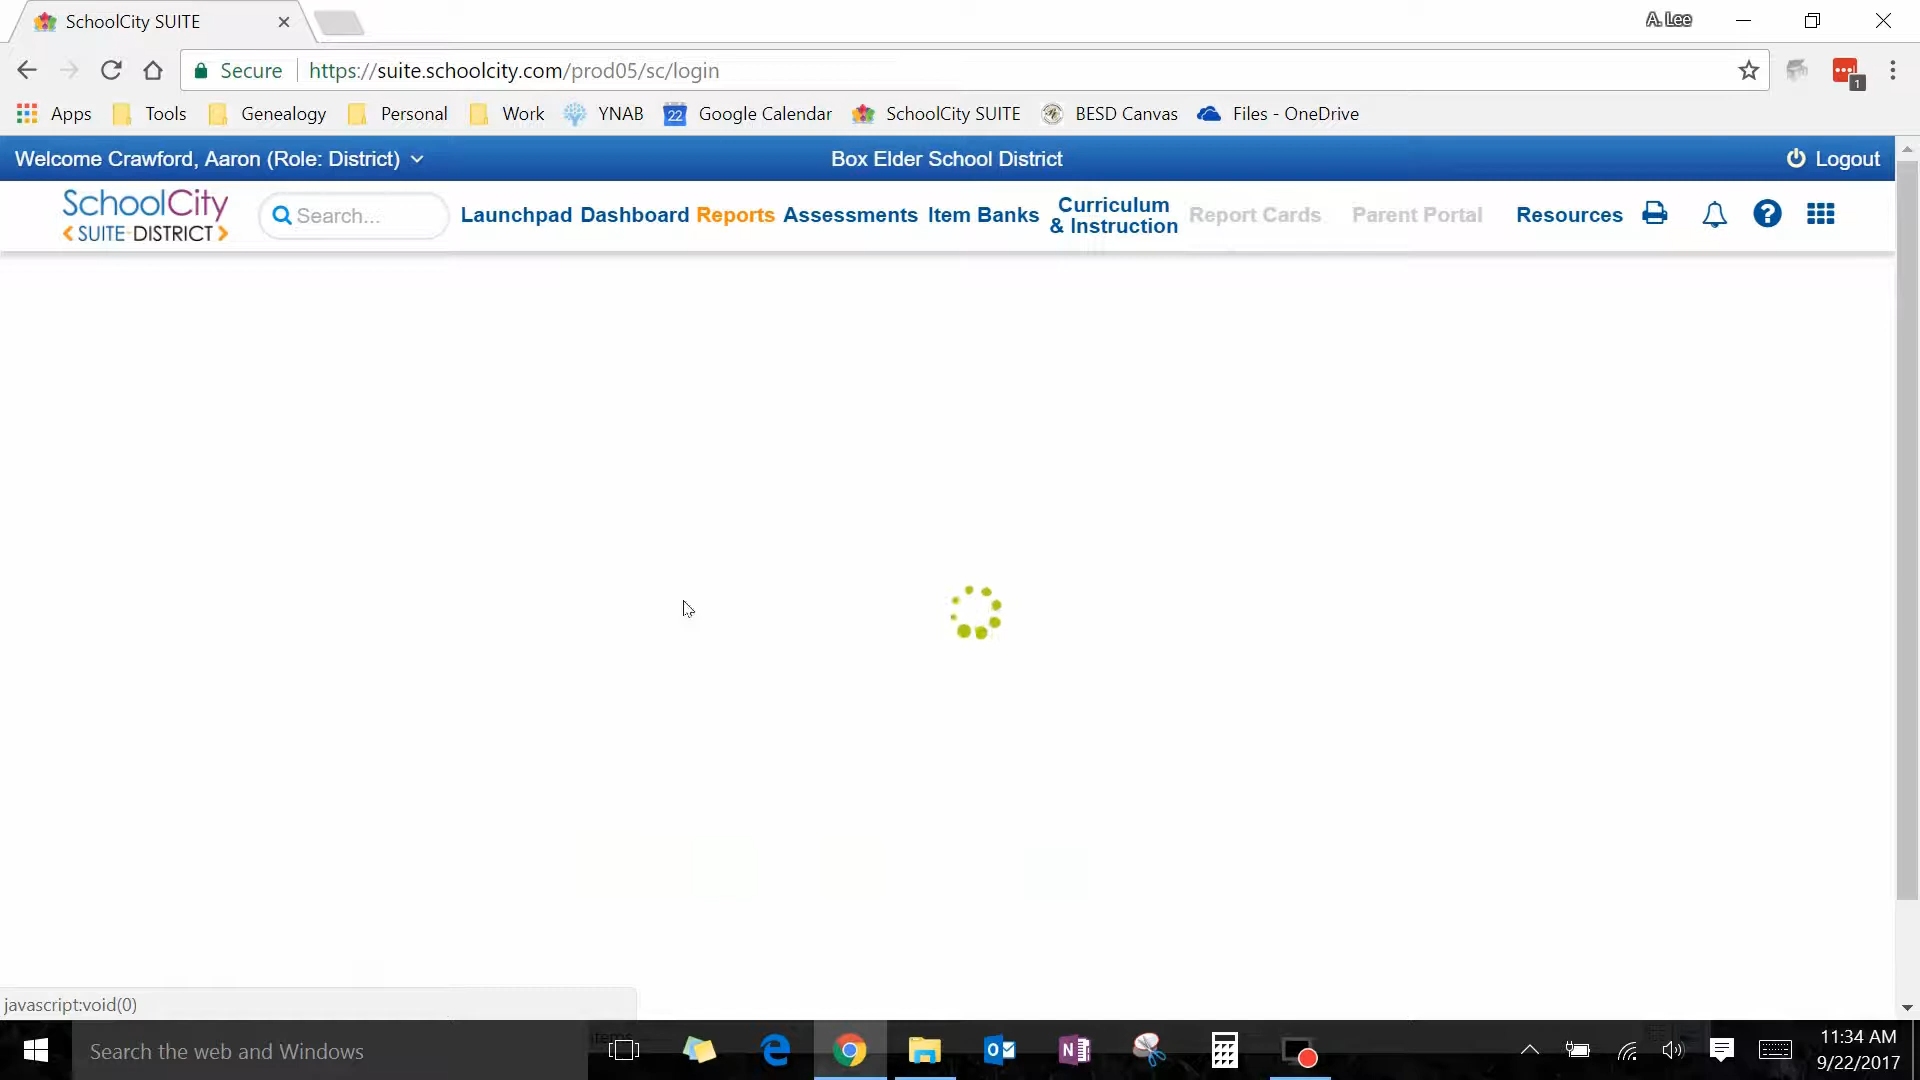 SchoolCity SUITE
A. Lee
Secure https://suite.schoolcity.com/prod05/sc/login
1
Apps Tools Genealogy Personal Work YNAB 22 Google Calendar SchoolCity SUITE BESD Canvas Files - OneDrive
Welcome Crawford, Aaron (Role: District) Box Elder School District Logout
SchoolCity
SUITE-DISTRICT
Search...
Launchpad Dashboard Reports Assessments Item Banks Curriculum & Instruction Report Cards Parent Portal Resources ?
javascript:void(0)
Search the web and Windows
11:34 AM
9/22/2017